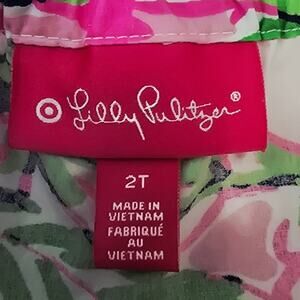 Lilly Pulitzer®
2T
MADE IN
VIETNAM
FABRIQUÉ
AU
VIETNAM